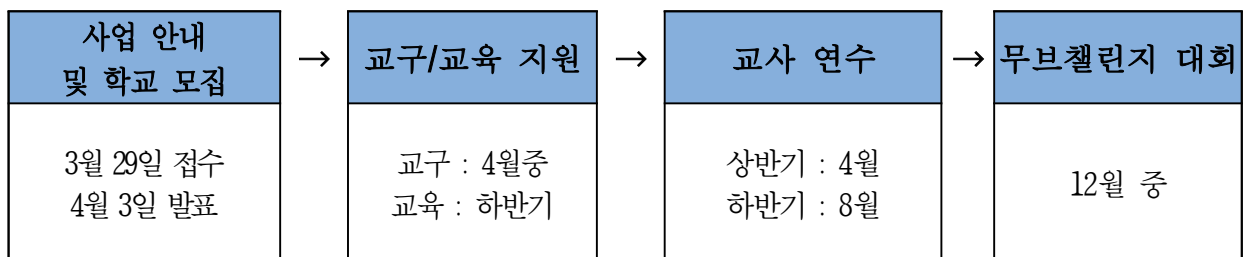 사업 안내
및 학교 모집
→
교구/교육 지원
→
교사 연수
→
무브챌린지 대회
3월 29일 접수
4월 3일 발표
교구 : 4월중
교육 : 하반기
상반기 : 4월
하반기 : 8월
12월 중